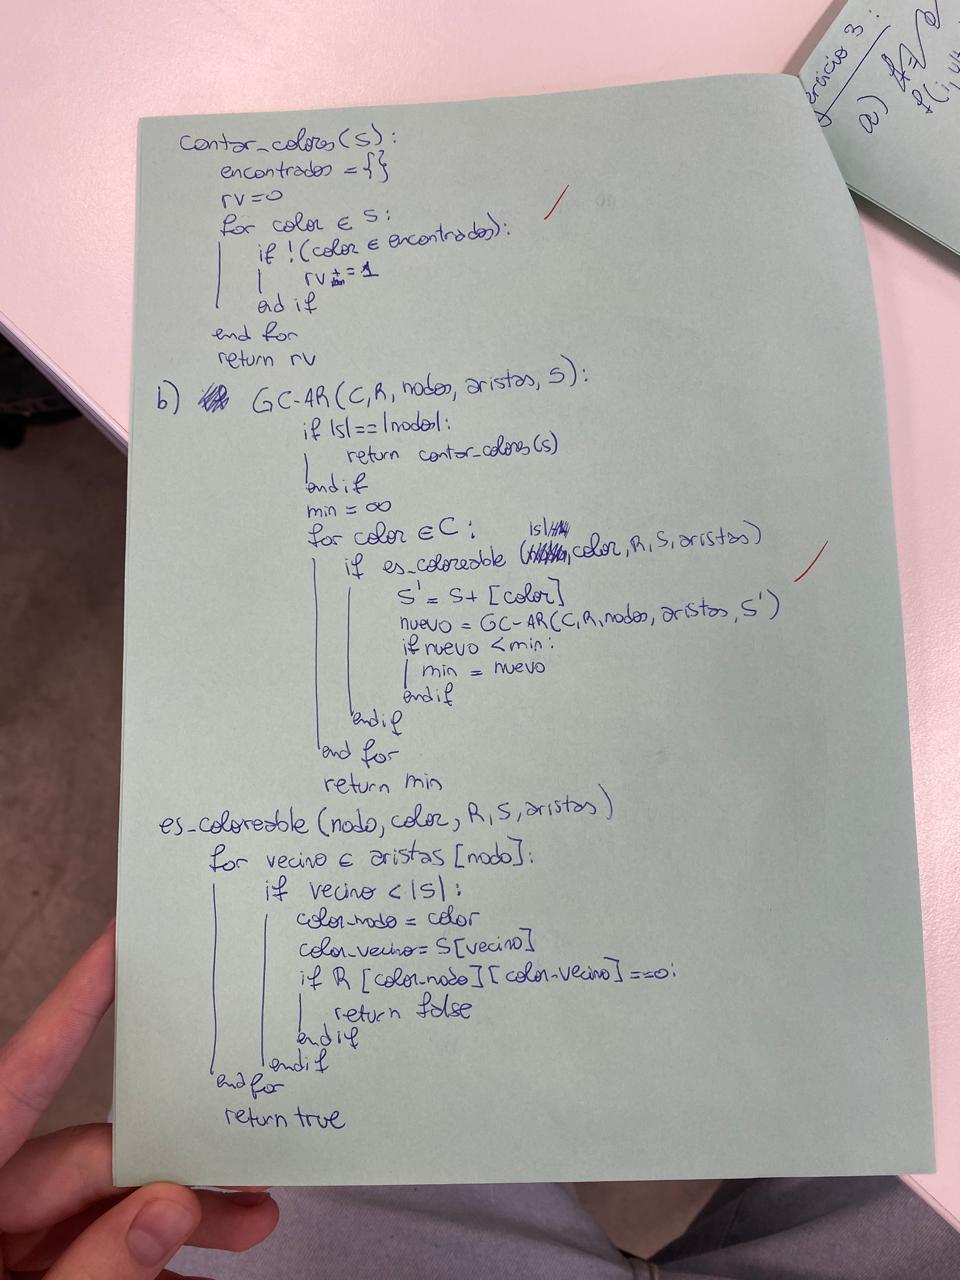 contar_colores(S):
encontrados = {}
rv=0
for color ∈ S:
if !(color ∈ encontrados):
rv += 1
end if
end for
return rv
b) GC-AR(C,R, nodos, aristas, S):
if |s| == |nodos|:
return contar_colores(s)
endif
min = ∞
for color ∈ C:
if es_coloreable (|s|, color, R, S, aristas)
S' = S+ [color]
nuevo = GC-AR(C,R,nodos, aristas, S')
if nuevo < min:
min = nuevo
endif
endif
end for
return min
es_coloreable (nodo, color, R, S, aristas)
for vecino ∈ aristas [nodo]:
if vecino < |S|:
color_nodo = color
color_vecino = S[vecino]
if R [color_nodo][color_vecino] ==0:
return false
endif
endif
endfor
return true
ercicio 3:
a)
f(i,